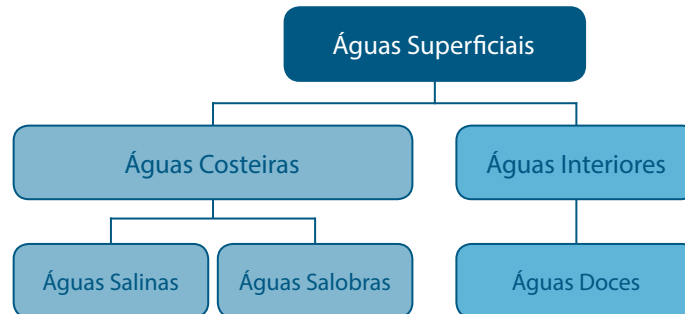 Águas Superficiais
Águas Costeiras
Águas Interiores
Águas Salinas
Águas Salobras
Águas Doces